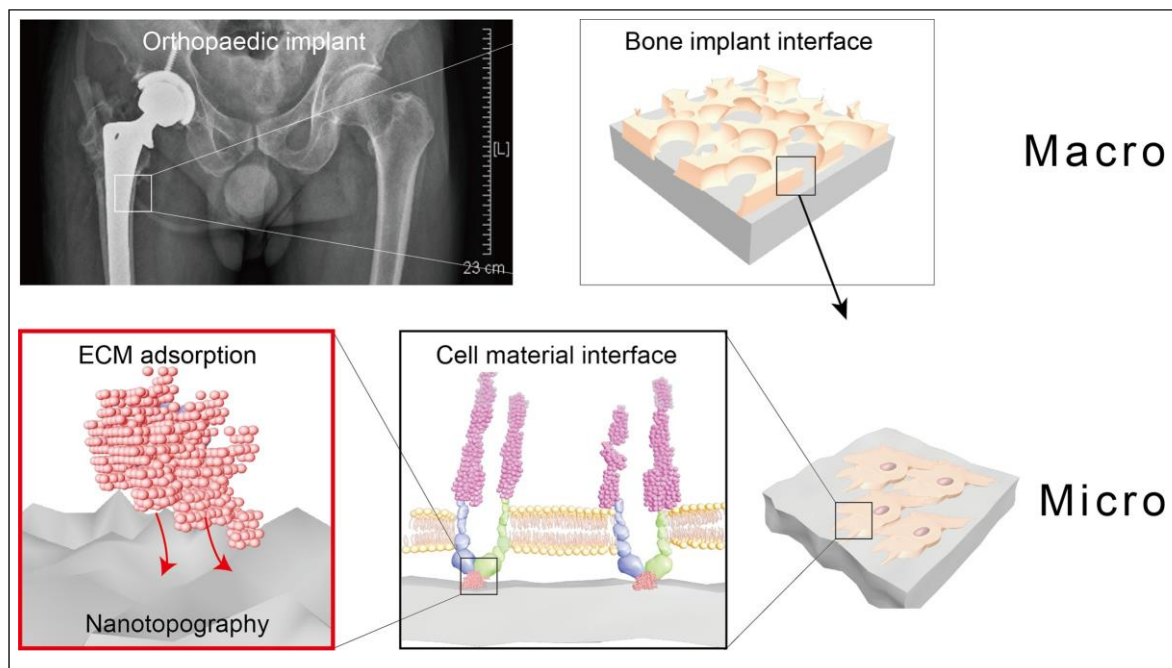 Orthopaedic implant
[L]
23 cm
Bone implant interface
Macro
ECM adsorption
Nanotopography
Cell material interface
Micro